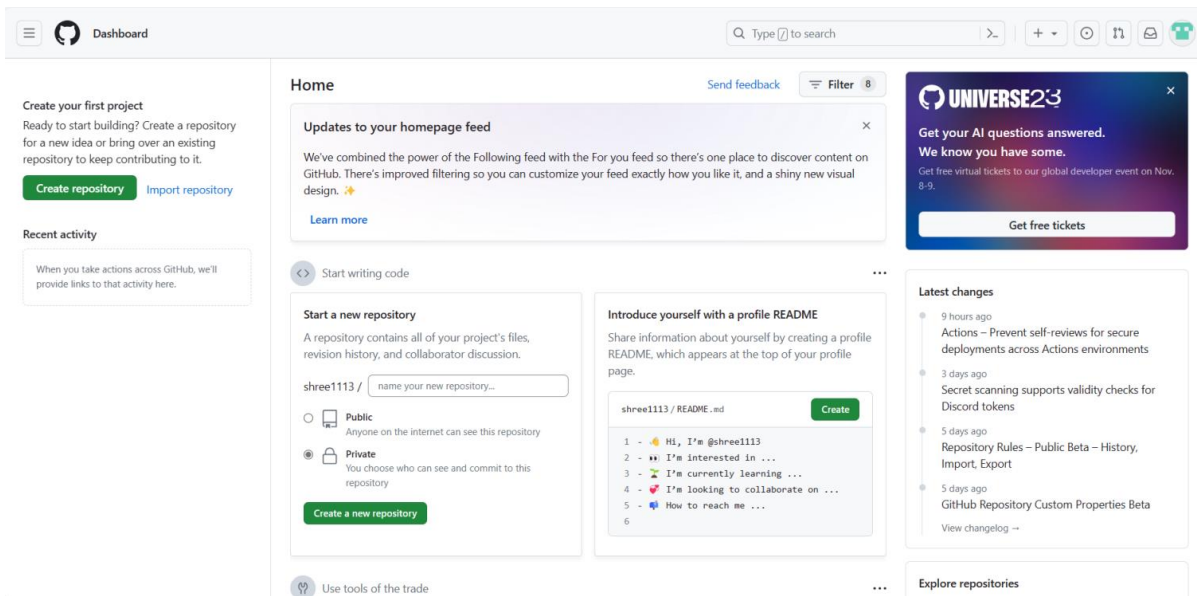 Dashboard
Type / to search
Create your first project
Ready to start building? Create a repository
for a new idea or bring over an existing
repository to keep contributing to it.
Create repository
Import repository
Recent activity
When you take actions across GitHub, we'll
provide links to that activity here.
Home
Send feedback
Filter 8
Updates to your homepage feed
We've combined the power of the Following feed with the For you feed so there's one place to discover content on
GitHub. There's improved filtering so you can customize your feed exactly how you like it, and a shiny new visual
design. ✨
Learn more
Start writing code
Start a new repository
A repository contains all of your project's files,
revision history, and collaborator discussion.
shree1113 / name your new repository...
Public
Anyone on the internet can see this repository
Private
You choose who can see and commit to this
repository
Create a new repository
Introduce yourself with a profile README
Share information about yourself by creating a profile
README, which appears at the top of your profile
page.
shree1113 / README.md
Create
1 - 👋 Hi, I'm @shree1113
2 - 👀 I'm interested in ...
3 - 🌱 I'm currently learning ...
4 - 💞️ I'm looking to collaborate on ...
5 - 📫 How to reach me ...
6
Use tools of the trade
UNIVERSE23
Get your AI questions answered.
We know you have some.
Get free virtual tickets to our global developer event on Nov.
8-9.
Get free tickets
Latest changes
9 hours ago
Actions – Prevent self-reviews for secure
deployments across Actions environments
3 days ago
Secret scanning supports validity checks for
Discord tokens
5 days ago
Repository Rules – Public Beta – History,
Import, Export
5 days ago
GitHub Repository Custom Properties Beta
View changelog →
Explore repositories